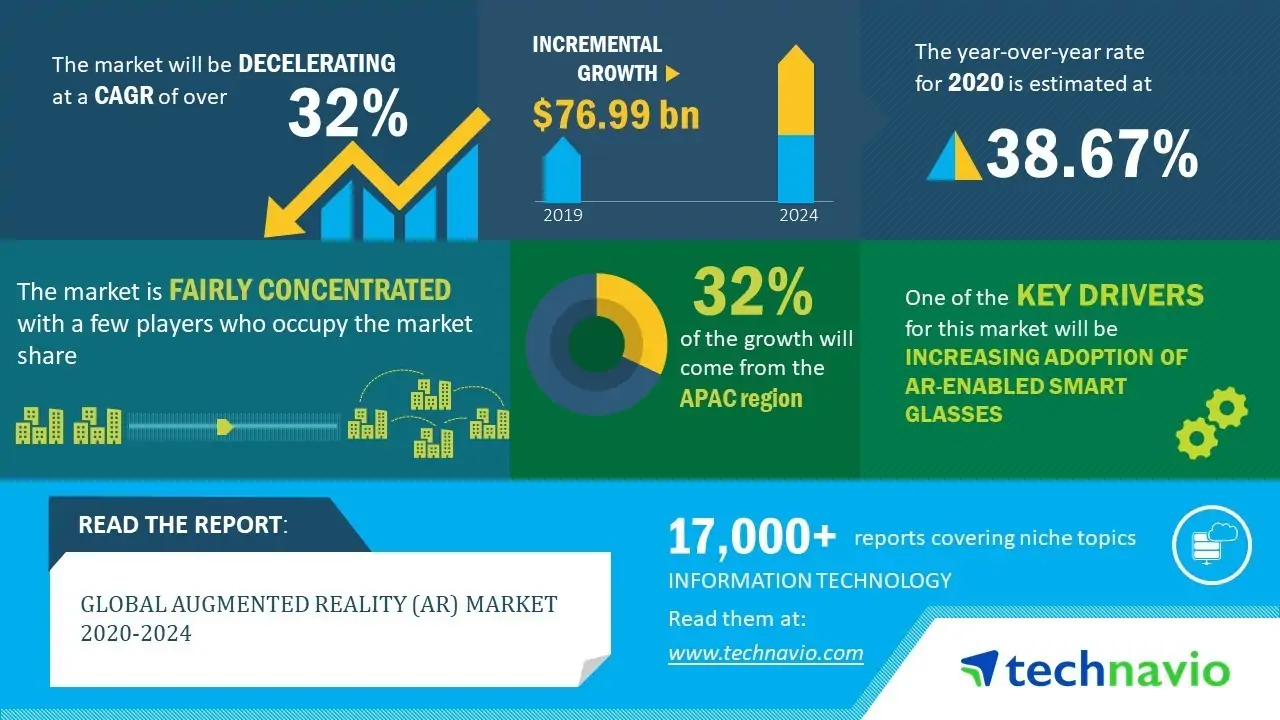 The market will be DECELERATING
at a CAGR of over
32%
INCREMENTAL
GROWTH
$76.99 bn
2019
2024
The year-over-year rate
for 2020 is estimated at
38.67%
The market is FAIRLY CONCENTRATED
with a few players who occupy the market
share
32%
of the growth will
come from the
APAC region
One of the KEY DRIVERS
for this market will be
INCREASING ADOPTION OF
AR-ENABLED SMART
GLASSES
READ THE REPORT:
GLOBAL AUGMENTED REALITY (AR) MARKET
2020-2024
17,000+ reports covering niche topics
INFORMATION TECHNOLOGY
Read them at:
www.technavio.com
technavio